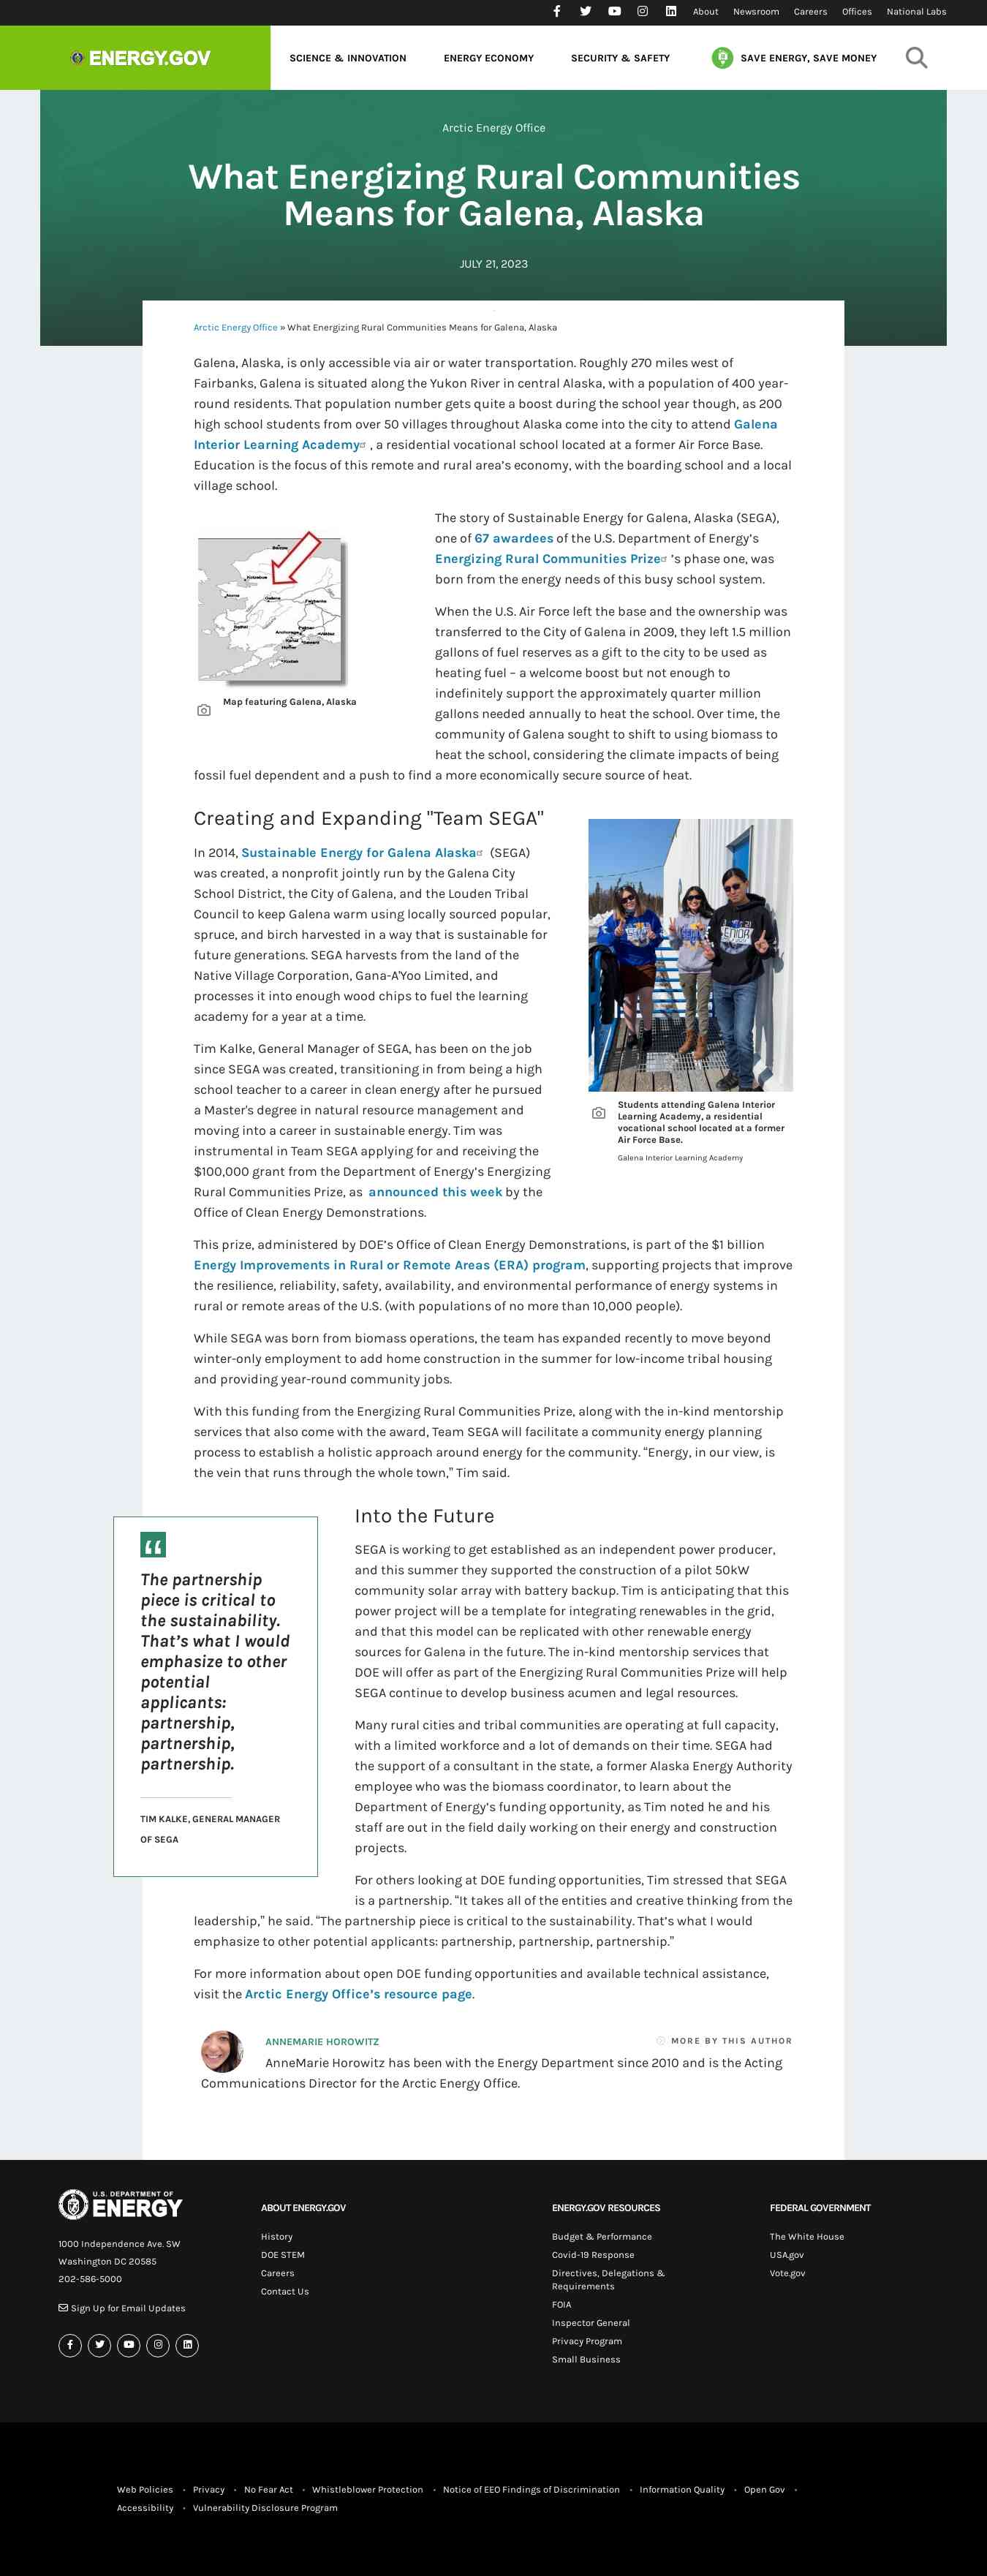 About Newsroom Careers Offices National Labs
ENERGY.GOV
SCIENCE & INNOVATION ENERGY ECONOMY SECURITY & SAFETY SAVE ENERGY, SAVE MONEY
Arctic Energy Office
What Energizing Rural Communities
Means for Galena, Alaska
JULY 21, 2023
Arctic Energy Office » What Energizing Rural Communities Means for Galena, Alaska
Galena, Alaska, is only accessible via air or water transportation. Roughly 270 miles west of
Fairbanks, Galena is situated along the Yukon River in central Alaska, with a population of 400 year-
round residents. That population number gets quite a boost during the school year though, as 200
high school students from over 50 villages throughout Alaska come into the city to attend Galena
Interior Learning Academy , a residential vocational school located at a former Air Force Base.
Education is the focus of this remote and rural area's economy, with the boarding school and a local
village school.
The story of Sustainable Energy for Galena, Alaska (SEGA),
one of 67 awardees of the U.S. Department of Energy's
Energizing Rural Communities Prize 's phase one, was
born from the energy needs of this busy school system.
When the U.S. Air Force left the base and the ownership was
transferred to the City of Galena in 2009, they left 1.5 million
gallons of fuel reserves as a gift to the city to be used as
heating fuel – a welcome boost but not enough to
indefinitely support the approximately quarter million
gallons needed annually to heat the school. Over time, the
community of Galena sought to shift to using biomass to
heat the school, considering the climate impacts of being
fossil fuel dependent and a push to find a more economically secure source of heat.
Kotzebue
Nome
Galena
Fairbanks
Bethel
Anchorage
Palmer
Valdez
Kenai
Seward
Homer
Kodiak
Map featuring Galena, Alaska
Creating and Expanding "Team SEGA"
In 2014, Sustainable Energy for Galena Alaska (SEGA)
was created, a nonprofit jointly run by the Galena City
School District, the City of Galena, and the Louden Tribal
Council to keep Galena warm using locally sourced popular,
spruce, and birch harvested in a way that is sustainable for
future generations. SEGA harvests from the land of the
Native Village Corporation, Gana-A'Yoo Limited, and
processes it into enough wood chips to fuel the learning
academy for a year at a time.
Tim Kalke, General Manager of SEGA, has been on the job
since SEGA was created, transitioning in from being a high
school teacher to a career in clean energy after he pursued
a Master's degree in natural resource management and
moving into a career in sustainable energy. Tim was
instrumental in Team SEGA applying for and receiving the
$100,000 grant from the Department of Energy's Energizing
Rural Communities Prize, as announced this week by the
Office of Clean Energy Demonstrations.
Students attending Galena Interior
Learning Academy, a residential
vocational school located at a former
Air Force Base.
Galena Interior Learning Academy
This prize, administered by DOE's Office of Clean Energy Demonstrations, is part of the $1 billion
Energy Improvements in Rural or Remote Areas (ERA) program, supporting projects that improve
the resilience, reliability, safety, availability, and environmental performance of energy systems in
rural or remote areas of the U.S. (with populations of no more than 10,000 people).
While SEGA was born from biomass operations, the team has expanded recently to move beyond
winter-only employment to add home construction in the summer for low-income tribal housing
and providing year-round community jobs.
With this funding from the Energizing Rural Communities Prize, along with the in-kind mentorship
services that also come with the award, Team SEGA will facilitate a community energy planning
process to establish a holistic approach around energy for the community. “Energy, in our view, is
the vein that runs through the whole town,” Tim said.
“
The partnership
piece is critical to
the sustainability.
That's what I would
emphasize to other
potential
applicants:
partnership,
partnership,
partnership.
TIM KALKE, GENERAL MANAGER
OF SEGA
Into the Future
SEGA is working to get established as an independent power producer,
and this summer they supported the construction of a pilot 50kW
community solar array with battery backup. Tim is anticipating that this
power project will be a template for integrating renewables in the grid,
and that this model can be replicated with other renewable energy
sources for Galena in the future. The in-kind mentorship services that
DOE will offer as part of the Energizing Rural Communities Prize will help
SEGA continue to develop business acumen and legal resources.
Many rural cities and tribal communities are operating at full capacity,
with a limited workforce and a lot of demands on their time. SEGA had
the support of a consultant in the state, a former Alaska Energy Authority
employee who was the biomass coordinator, to learn about the
Department of Energy's funding opportunity, as Tim noted he and his
staff are out in the field daily working on their energy and construction
projects.
For others looking at DOE funding opportunities, Tim stressed that SEGA
is a partnership. “It takes all of the entities and creative thinking from the
leadership,” he said. “The partnership piece is critical to the sustainability. That's what I would
emphasize to other potential applicants: partnership, partnership, partnership.”
For more information about open DOE funding opportunities and available technical assistance,
visit the Arctic Energy Office's resource page.
ANNEMARIE HOROWITZ
MORE BY THIS AUTHOR
AnneMarie Horowitz has been with the Energy Department since 2010 and is the Acting
Communications Director for the Arctic Energy Office.
U.S. DEPARTMENT OF
ENERGY
1000 Independence Ave. SW
Washington DC 20585
202-586-5000
Sign Up for Email Updates
ABOUT ENERGY.GOV
History
DOE STEM
Careers
Contact Us
ENERGY.GOV RESOURCES
Budget & Performance
Covid-19 Response
Directives, Delegations &
Requirements
FOIA
Inspector General
Privacy Program
Small Business
FEDERAL GOVERNMENT
The White House
USA.gov
Vote.gov
Web Policies • Privacy • No Fear Act • Whistleblower Protection • Notice of EEO Findings of Discrimination • Information Quality • Open Gov •
Accessibility • Vulnerability Disclosure Program